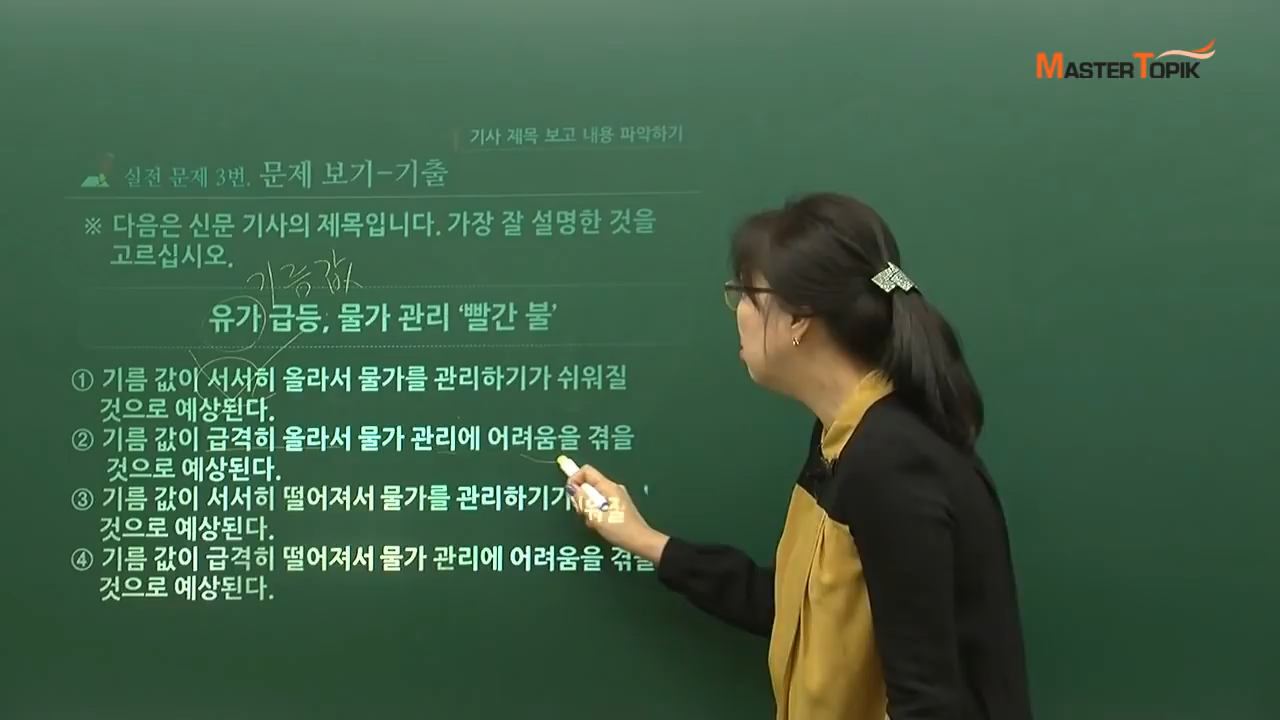 MASTER TOPIK
기사 제목 보고 내용 파악하기
실전 문제 3번. 문제 보기-기출
※ 다음은 신문 기사의 제목입니다. 가장 잘 설명한 것을
고르십시오.
기름값
유가 급등, 물가 관리 ‘빨간 불’
① 기름 값이 서서히 올라서 물가를 관리하기가 쉬워질
것으로 예상된다.
② 기름 값이 급격히 올라서 물가 관리에 어려움을 겪을
것으로 예상된다.
③ 기름 값이 서서히 떨어져서 물가를 관리하기가 쉬워질
것으로 예상된다.
④ 기름 값이 급격히 떨어져서 물가 관리에 어려움을 겪을
것으로 예상된다.